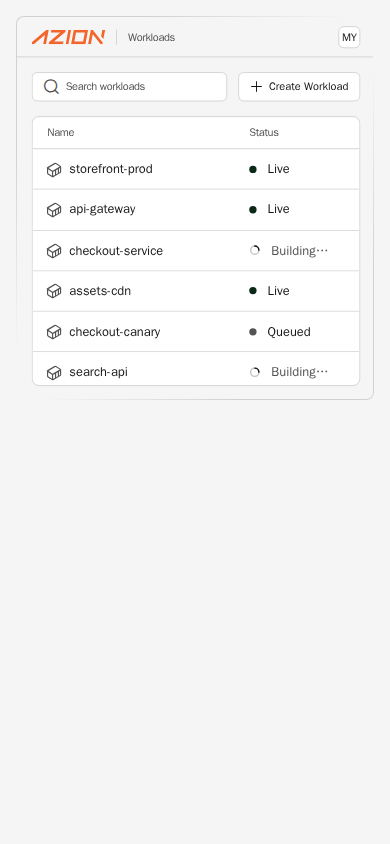 AZION Workloads MY
Search workloads Create Workload
Name Status
storefront-prod Live
api-gateway Live
checkout-service Building···
assets-cdn Live
checkout-canary Queued
search-api Building···